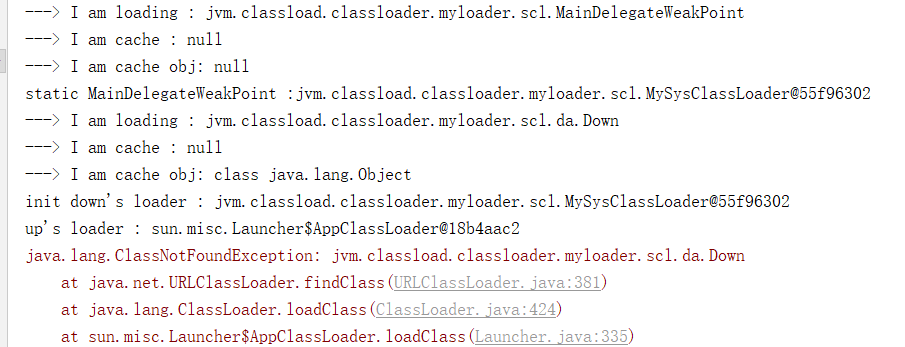 ---> I am loading : jvm.classload.classloader.myloader.scl.MainDelegateWeakPoint
---> I am cache : null
---> I am cache obj: null
static MainDelegateWeakPoint :jvm.classload.classloader.myloader.scl.MySysClassLoader@55f96302
---> I am loading : jvm.classload.classloader.myloader.scl.da.Down
---> I am cache : null
---> I am cache obj: class java.lang.Object
init down's loader : jvm.classload.classloader.myloader.scl.MySysClassLoader@55f96302
up's loader : sun.misc.Launcher$AppClassLoader@18b4aac2
java.lang.ClassNotFoundException: jvm.classload.classloader.myloader.scl.da.Down
at java.net.URLClassLoader.findClass(URLClassLoader.java:381)
at java.lang.ClassLoader.loadClass(ClassLoader.java:424)
at sun.misc.Launcher$AppClassLoader.loadClass(Launcher.java:335)